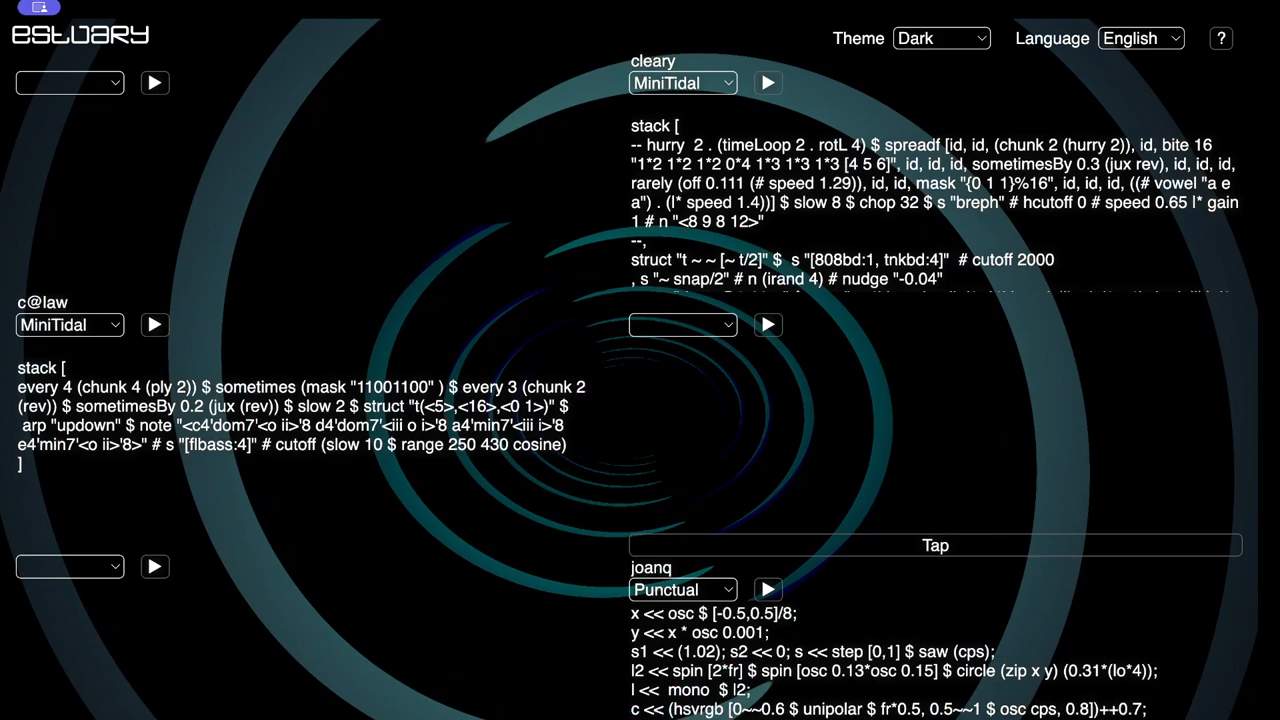 estuary
Theme Dark Language English ?
cleary
MiniTidal
stack [
-- hurry 2 . (timeLoop 2 . rotL 4) $ spreadf [id, id, (chunk 2 (hurry 2)), id, bite 16
"1*2 1*2 1*2 0*4 1*3 1*3 1*3 [4 5 6]", id, id, id, sometimesBy 0.3 (jux rev), id, id, id,
rarely (off 0.111 (# speed 1.29)), id, id, mask "{0 1 1}%16", id, id, id, ((# vowel "a e
a") . (|* speed 1.4))] $ slow 8 $ chop 32 $ s "breph" # hcutoff 0 # speed 0.65 |* gain
1 # n "<8 9 8 12>"
--,
struct "t ~ ~ [~ t/2]" $ s "[808bd:1, tnkbd:4]" # cutoff 2000
, s "~ snap/2" # n (irand 4) # nudge "-0.04"
c@law
MiniTidal
stack [
every 4 (chunk 4 (ply 2)) $ sometimes (mask "11001100" ) $ every 3 (chunk 2
(rev)) $ sometimesBy 0.2 (jux (rev)) $ slow 2 $ struct "t(<5>,<16>,<0 1>)" $
arp "updown" $ note "<c4'dom7'<o ii>'8 d4'dom7'<iii o i>'8 a4'min7'<iii i>'8
e4'min7'<o ii>'8>" # s "[flbass:4]" # cutoff (slow 10 $ range 250 430 cosine)
]
Tap
joanq
Punctual
x << osc $ [-0.5,0.5]/8;
y << x * osc 0.001;
s1 << (1.02); s2 << 0; s << step [0,1] $ saw (cps);
l2 << spin [2*fr] $ spin [osc 0.13*osc 0.15] $ circle (zip x y) (0.31*(lo*4));
l << mono $ l2;
c << (hsvrgb [0~~0.6 $ unipolar $ fr*0.5, 0.5~~1 $ osc cps, 0.8])++0.7;